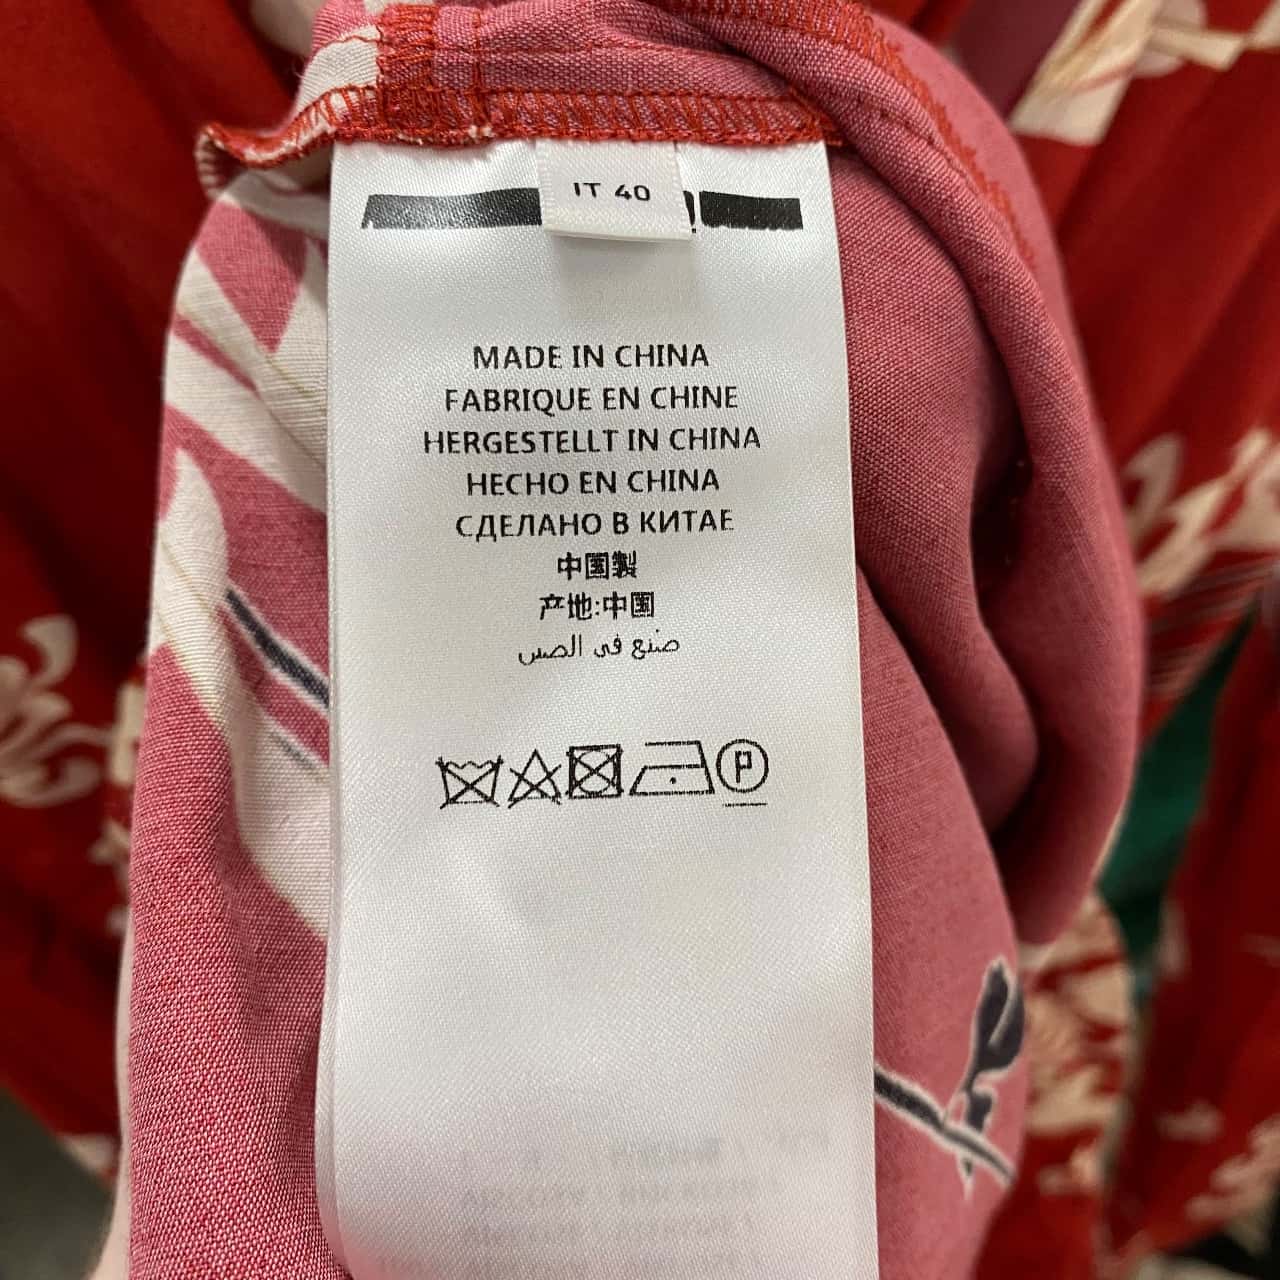 IT 40
MADE IN CHINA
FABRIQUE EN CHINE
HERGESTELLT IN CHINA
HECHO EN CHINA
СДЕЛАНО В КИТАЕ
中国製
产地:中国
صنع في الصين
P